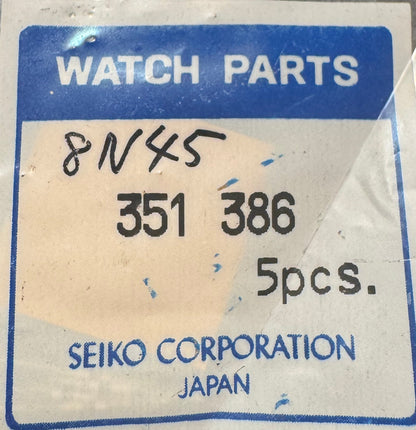 WATCH PARTS
8N45
351 386
5pcs.
SEIKO CORPORATION
JAPAN